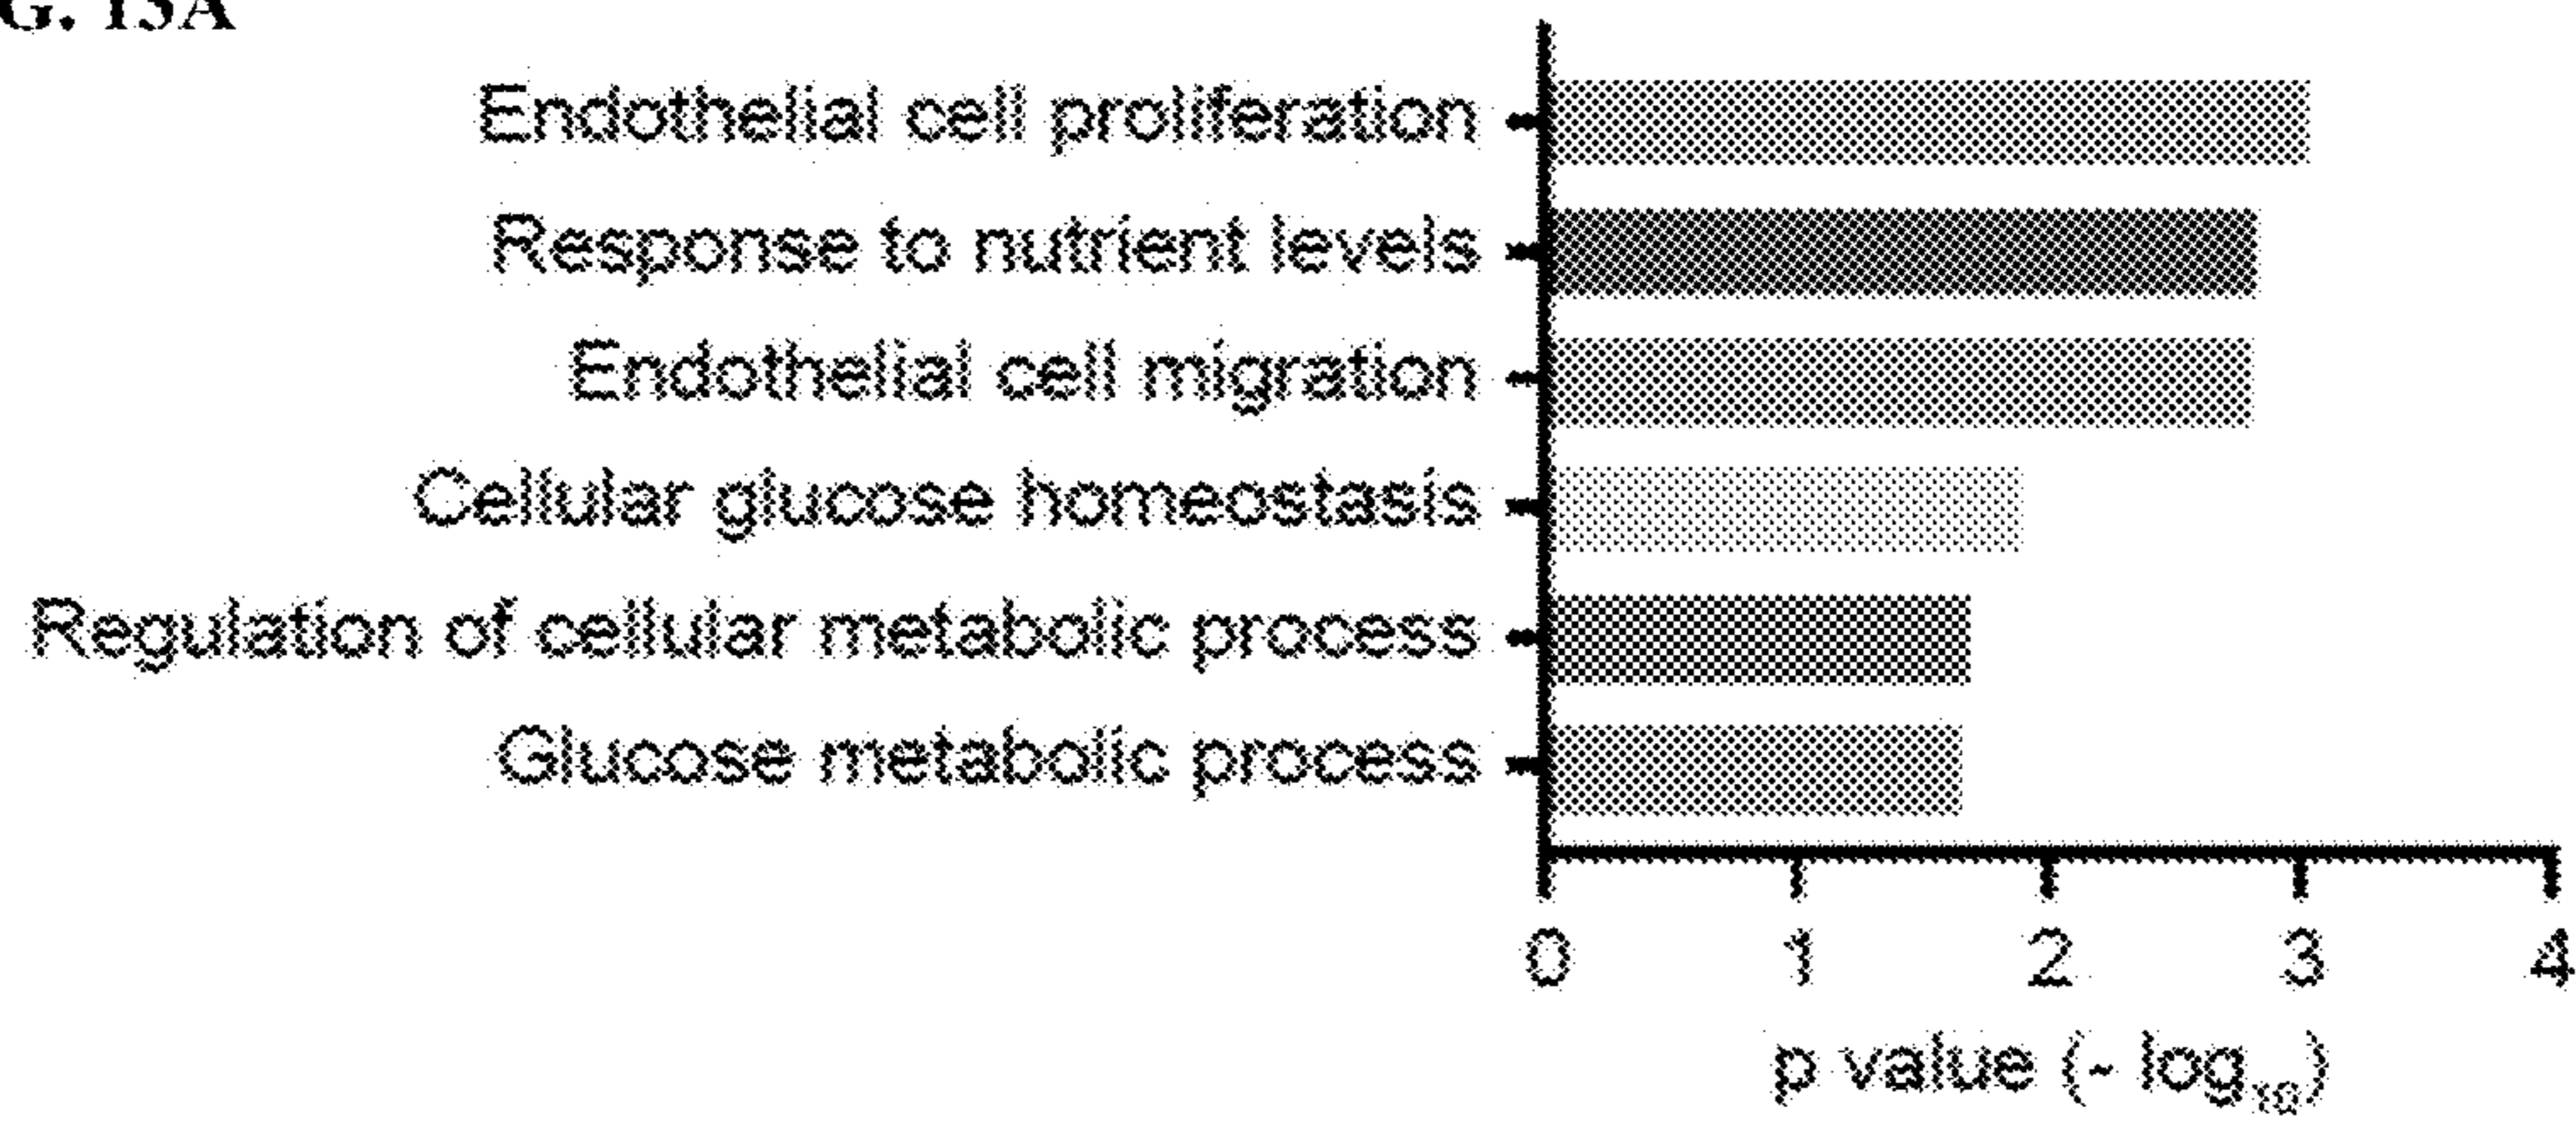 G. 13A
Endothelial cell proliferation
Response to nutrient levels
Endothelial cell migration
Cellular glucose homeostasis
Regulation of cellular metabolic process
Glucose metabolic process
0 1 2 3 4
p value (- log10)